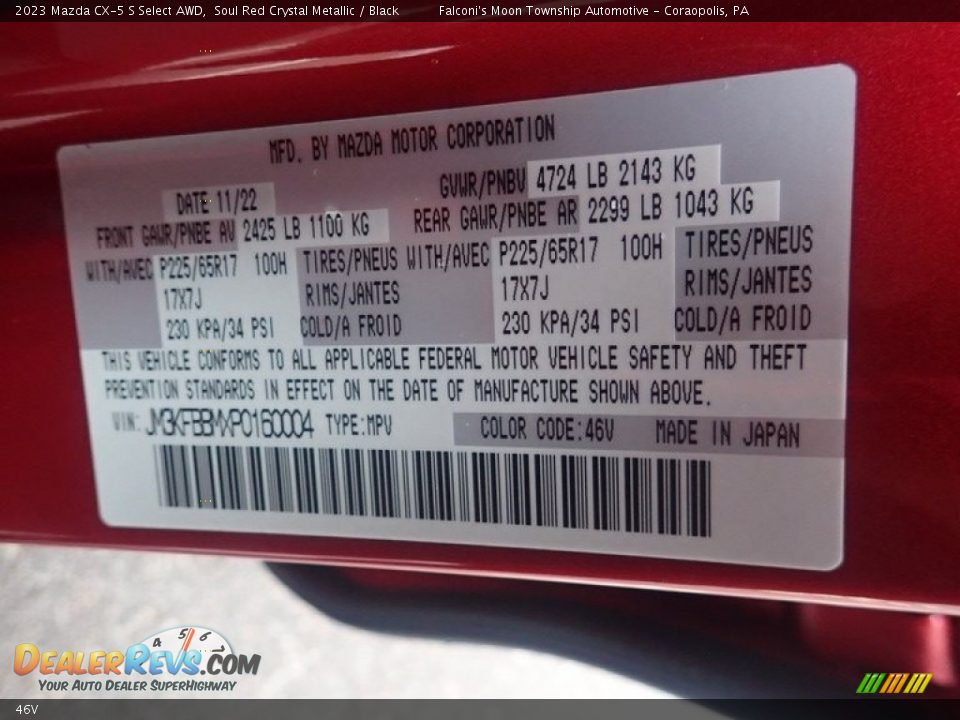 2023 Mazda CX-5 S Select AWD, Soul Red Crystal Metallic / Black Falconi's Moon Township Automotive - Coraopolis, PA
MFD. BY MAZDA MOTOR CORPORATION
DATE 11/22 GVWR/PNBV 4724 LB 2143 KG
FRONT GAWR/PNBE AV 2425 LB 1100 KG REAR GAWR/PNBE AR 2299 LB 1043 KG
WITH/AVEC P225/65R17 100H TIRES/PNEUS WITH/AVEC P225/65R17 100H TIRES/PNEUS
17X7J RIMS/JANTES 17X7J RIMS/JANTES
230 KPA/34 PSI COLD/A FROID 230 KPA/34 PSI COLD/A FROID
THIS VEHICLE CONFORMS TO ALL APPLICABLE FEDERAL MOTOR VEHICLE SAFETY AND THEFT
PREVENTION STANDARDS IN EFFECT ON THE DATE OF MANUFACTURE SHOWN ABOVE.
VIN: JM3KFBBMXP0160004 TYPE:MPV COLOR CODE:46V MADE IN JAPAN
4 5 6
DEALERREVS.COM
YOUR AUTO DEALER SUPERHIGHWAY
46V